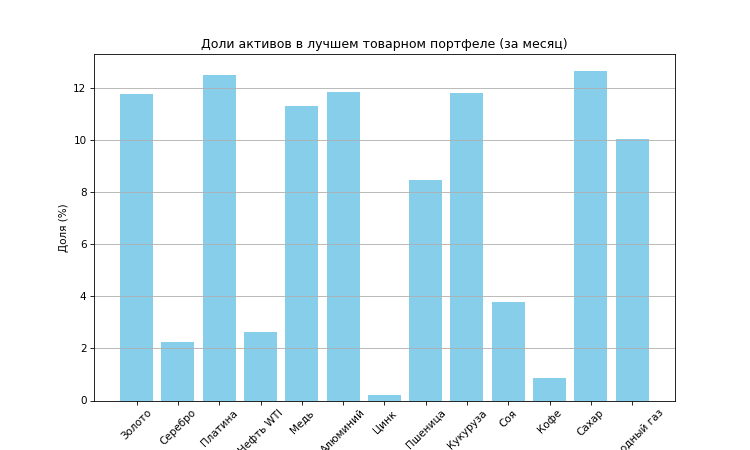 Доли активов в лучшем товарном портфеле (за месяц)
Доля (%)
12
10
8
6
4
2
0
Золото
Серебро
Платина
Нефть WTI
Медь
Алюминий
Цинк
Пшеница
Кукуруза
Соя
Кофе
Сахар
одный газ